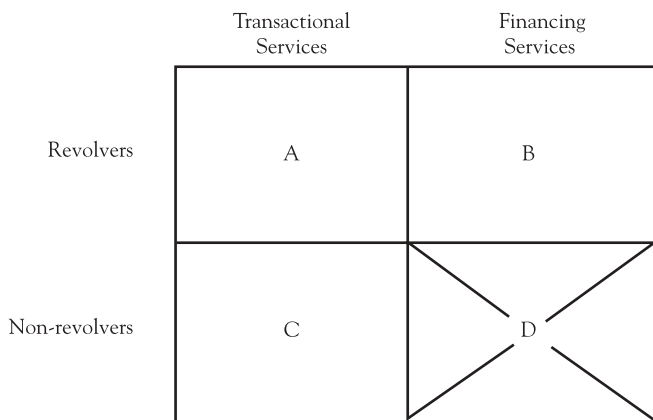 Transactional
Services
Financing
Services
Revolvers
A
B
Non-revolvers
C
D